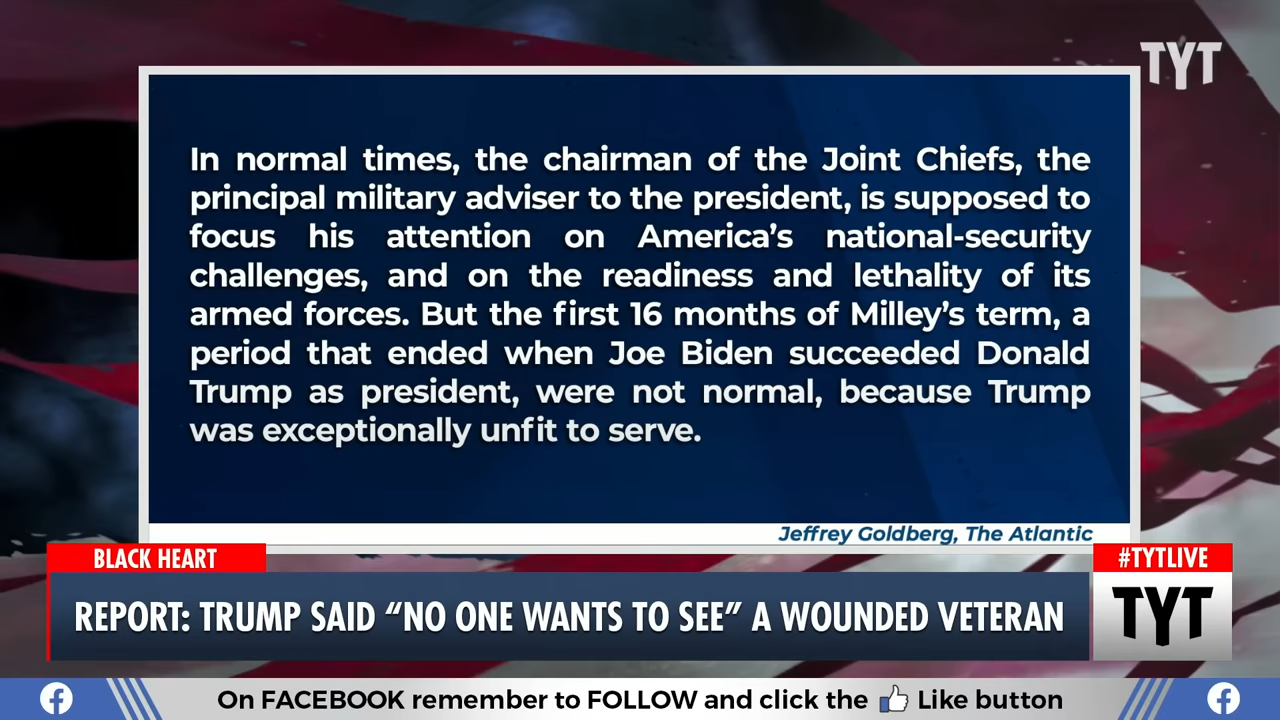 TYT
In normal times, the chairman of the Joint Chiefs, the
principal military adviser to the president, is supposed to
focus his attention on America’s national-security
challenges, and on the readiness and lethality of its
armed forces. But the first 16 months of Milley’s term, a
period that ended when Joe Biden succeeded Donald
Trump as president, were not normal, because Trump
was exceptionally unfit to serve.
Jeffrey Goldberg, The Atlantic
BLACK HEART
#TYTLIVE
REPORT: TRUMP SAID “NO ONE WANTS TO SEE” A WOUNDED VETERAN
TYT
On FACEBOOK remember to FOLLOW and click the Like button